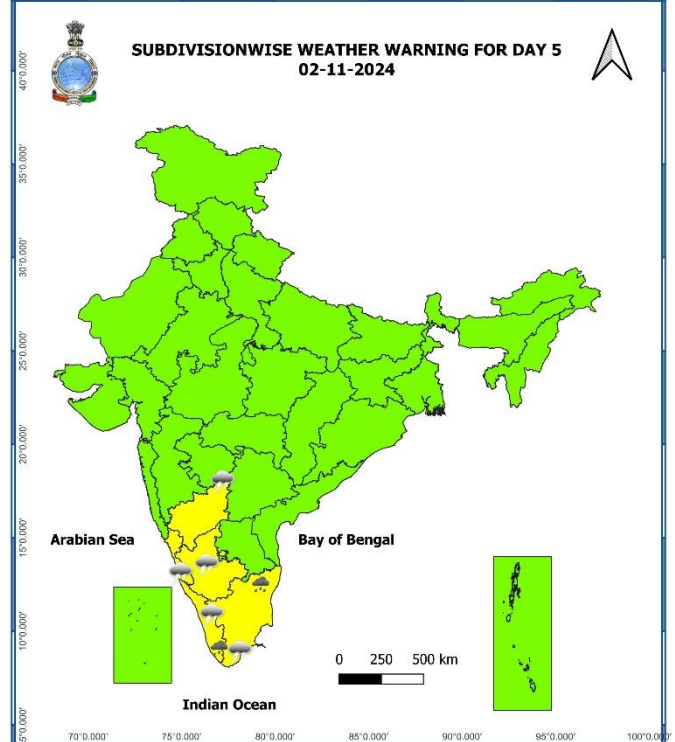 SUBDIVISIONWISE WEATHER WARNING FOR DAY 5
02-11-2024
40°0.000'
35°0.000'
30°0.000'
25°0.000'
20°0.000'
15°0.000'
10°0.000'
5°0.000'
Arabian Sea
Bay of Bengal
0 250 500 km
Indian Ocean
70°0.000' 75°0.000' 80°0.000' 85°0.000' 90°0.000' 95°0.000' 100°0.000'